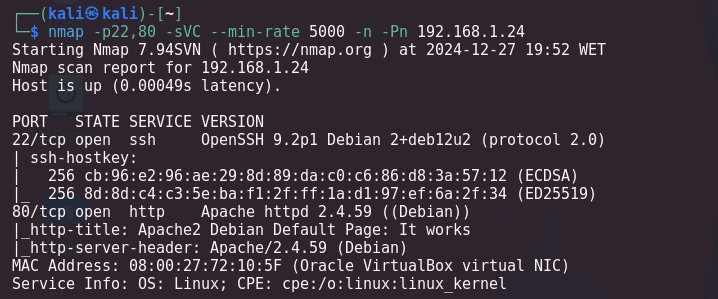 ┌──(kali㉿kali)-[~]
└─$ nmap -p22,80 -sVC --min-rate 5000 -n -Pn 192.168.1.24
Starting Nmap 7.94SVN ( https://nmap.org ) at 2024-12-27 19:52 WET
Nmap scan report for 192.168.1.24
Host is up (0.00049s latency).
PORT   STATE SERVICE VERSION
22/tcp open  ssh     OpenSSH 9.2p1 Debian 2+deb12u2 (protocol 2.0)
| ssh-hostkey:
|   256 cb:96:e2:96:ae:29:8d:89:da:c0:c6:86:d8:3a:57:12 (ECDSA)
|_  256 8d:8d:c4:c3:5e:ba:f1:2f:ff:1a:d1:97:ef:6a:2f:34 (ED25519)
80/tcp open  http    Apache httpd 2.4.59 ((Debian))
|_http-title: Apache2 Debian Default Page: It works
|_http-server-header: Apache/2.4.59 (Debian)
MAC Address: 08:00:27:72:10:5F (Oracle VirtualBox virtual NIC)
Service Info: OS: Linux; CPE: cpe:/o:linux:linux_kernel